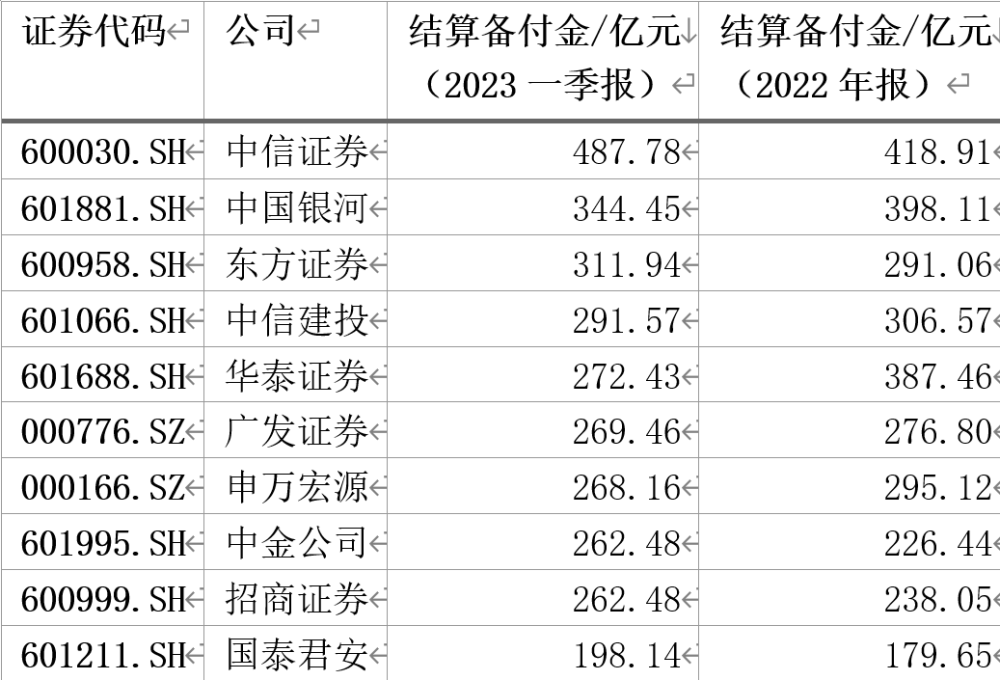 证券代码 公司 结算备付金/亿元 结算备付金/亿元
（2023 一季报） （2022 年报）
600030.SH 中信证券 487.78 418.91
601881.SH 中国银河 344.45 398.11
600958.SH 东方证券 311.94 291.06
601066.SH 中信建投 291.57 306.57
601688.SH 华泰证券 272.43 387.46
000776.SZ 广发证券 269.46 276.80
000166.SZ 申万宏源 268.16 295.12
601995.SH 中金公司 262.48 226.44
600999.SH 招商证券 262.48 238.05
601211.SH 国泰君安 198.14 179.65